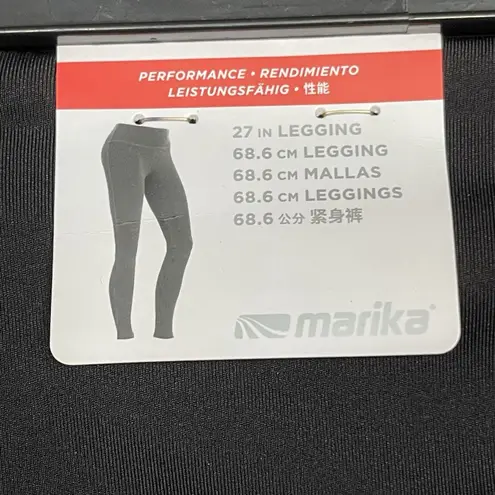 PERFORMANCE • RENDIMIENTO
LEISTUNGSFÄHIG • 性能
27 IN LEGGING
68.6 CM LEGGING
68.6 CM MALLAS
68.6 CM LEGGINGS
68.6 公分 紧身裤
marika®